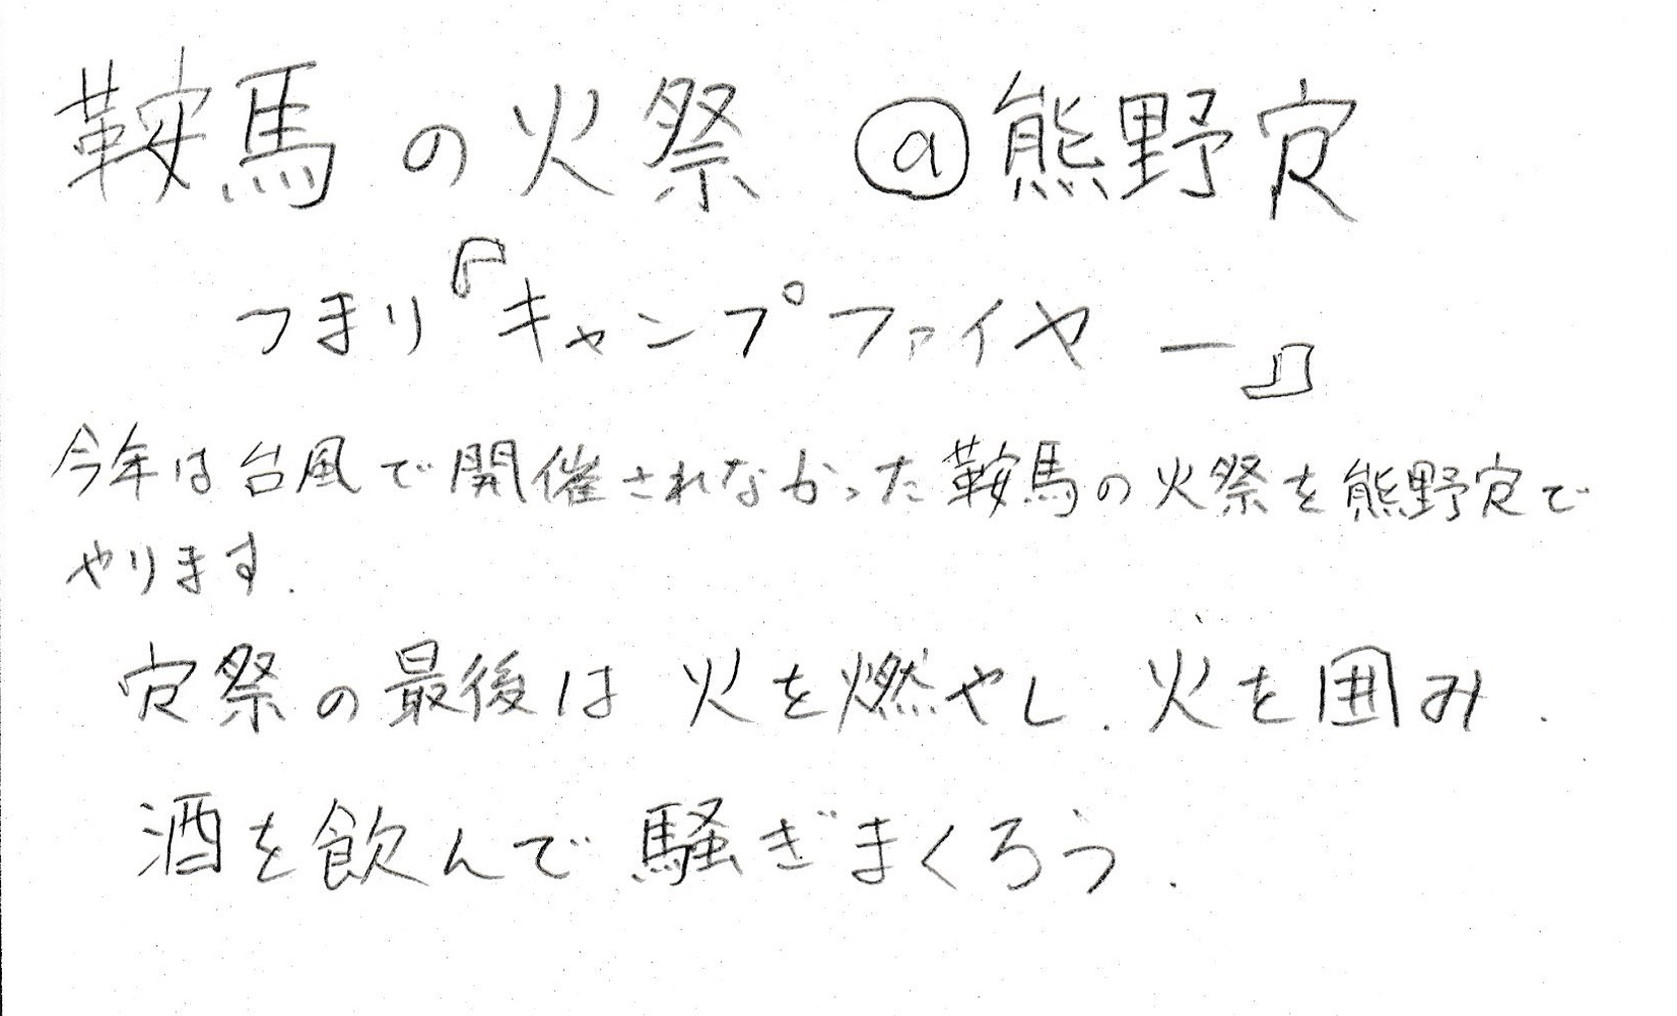 鞍馬の火祭 @熊野寮
つまり『キャンプファイヤー』
今年は台風で開催されなかった鞍馬の火祭を熊野寮で
やります.
寮祭の最後は 火を燃やし. 火を囲み.
酒を飲んで騒ぎまくろう.